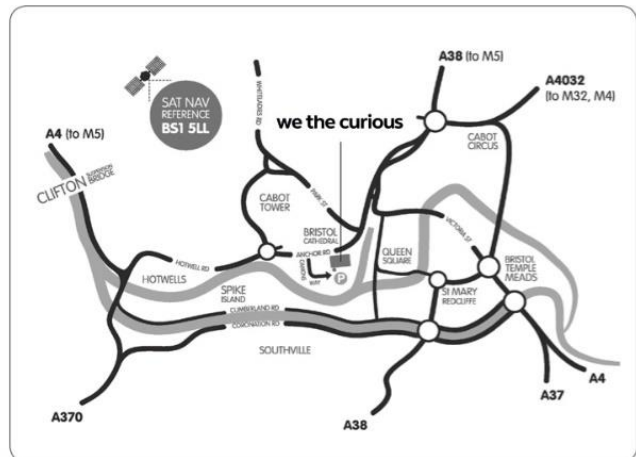 A38 (to M5)
A4032
(to M32, M4)
SAT NAV
REFERENCE
BS1 5LL
WHITELADIES RD
we the curious
A4 (to M5)
CLIFTON SUSPENSION
BRIDGE
CABOT
CIRCUS
CABOT
TOWER
PARK ST
BRISTOL
CATHEDRAL
VICTORIA ST
HOTWELL RD
ANCHOR RD
QUEEN
SQUARE
BRISTOL
TEMPLE
MEADS
HOTWELLS
CANONS
WAY
P
SPIKE
ISLAND
ST MARY
REDCLIFFE
CUMBERLAND RD
CORONATION RD
SOUTHVILLE
A4
A37
A370
A38